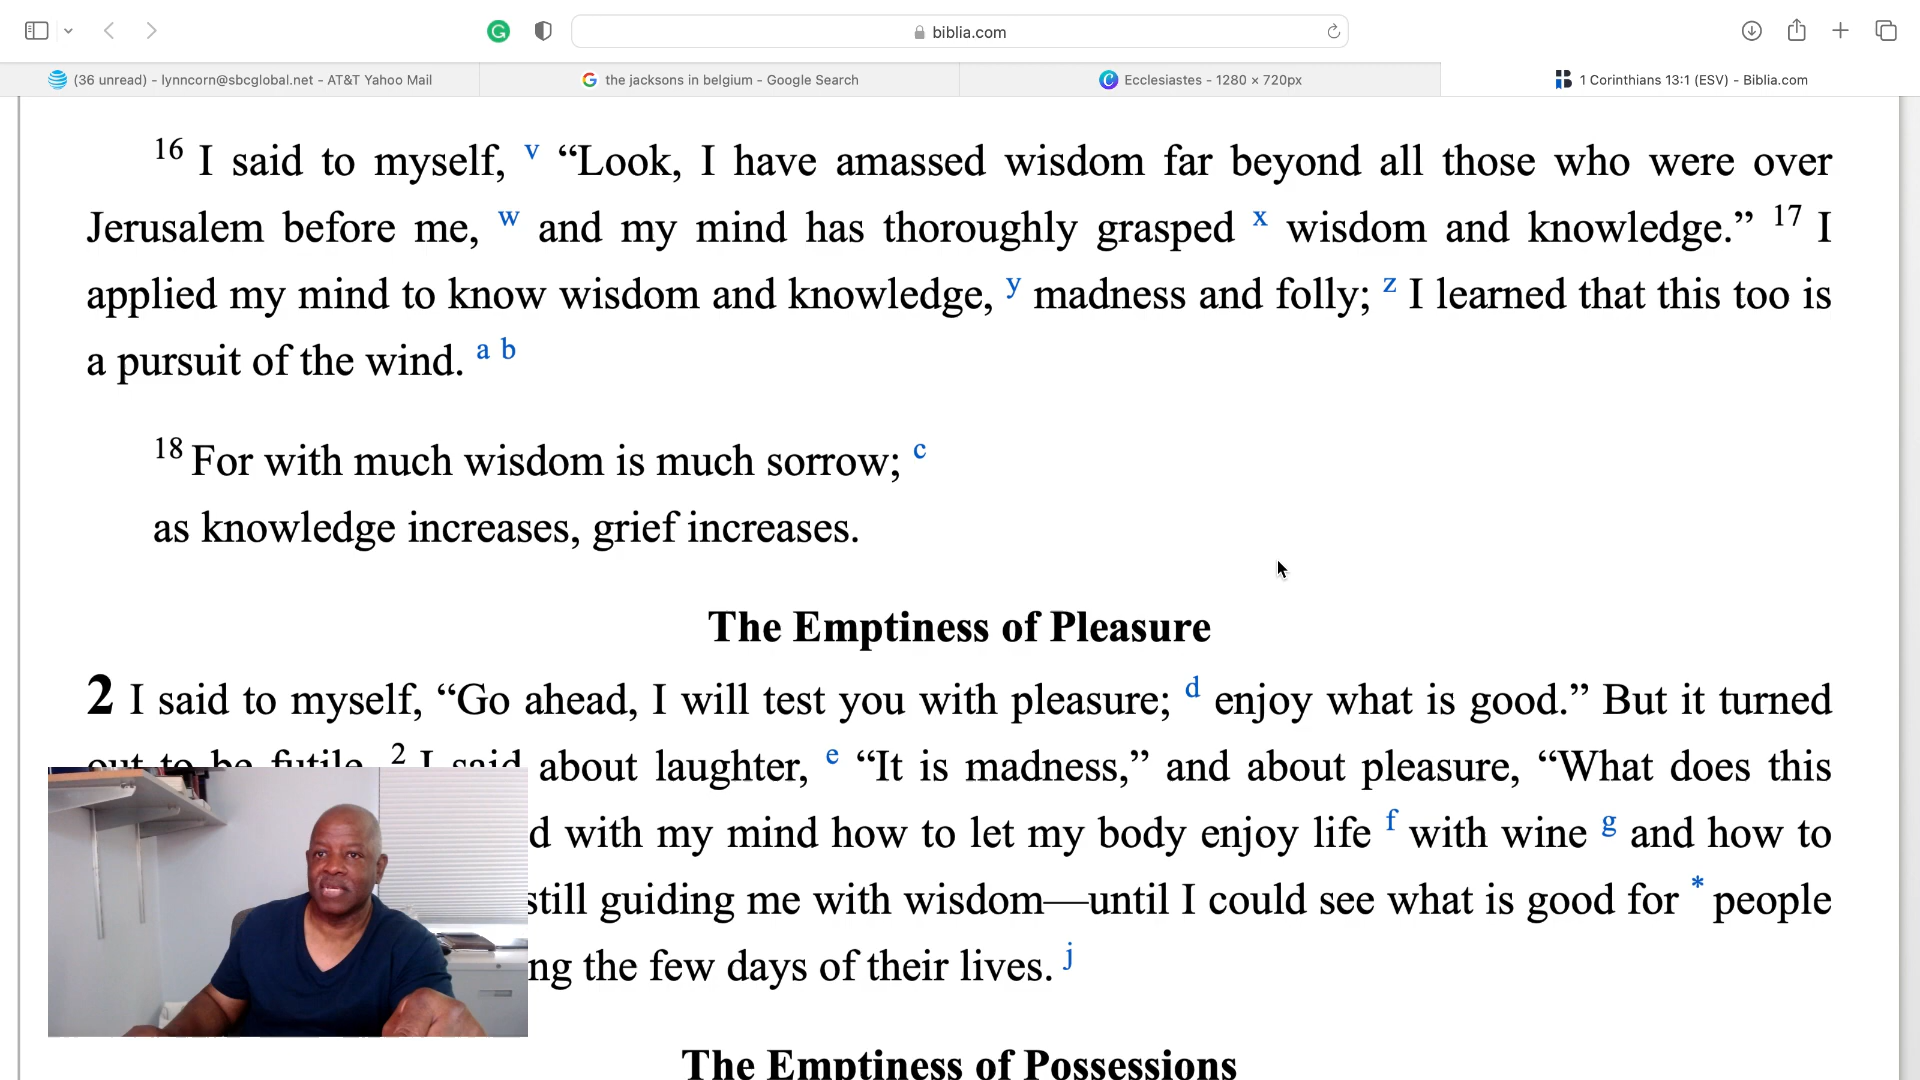 biblia.com
(36 unread) - lynncorn@sbcglobal.net - AT&T Yahoo Mail
the jacksons in belgium - Google Search
Ecclesiastes - 1280 × 720px
1 Corinthians 13:1 (ESV) - Biblia.com
16 I said to myself, v “Look, I have amassed wisdom far beyond all those who were over
Jerusalem before me, w and my mind has thoroughly grasped x wisdom and knowledge.” 17 I
applied my mind to know wisdom and knowledge, y madness and folly; z I learned that this too is
a pursuit of the wind. a b
18 For with much wisdom is much sorrow; c
as knowledge increases, grief increases.
The Emptiness of Pleasure
2 I said to myself, “Go ahead, I will test you with pleasure; d enjoy what is good.” But it turned
out to be futile. 2 I said about laughter, e “It is madness,” and about pleasure, “What does this
d with my mind how to let my body enjoy life f with wine g and how to
still guiding me with wisdom—until I could see what is good for * people
ng the few days of their lives. j
The Emptiness of Possessions